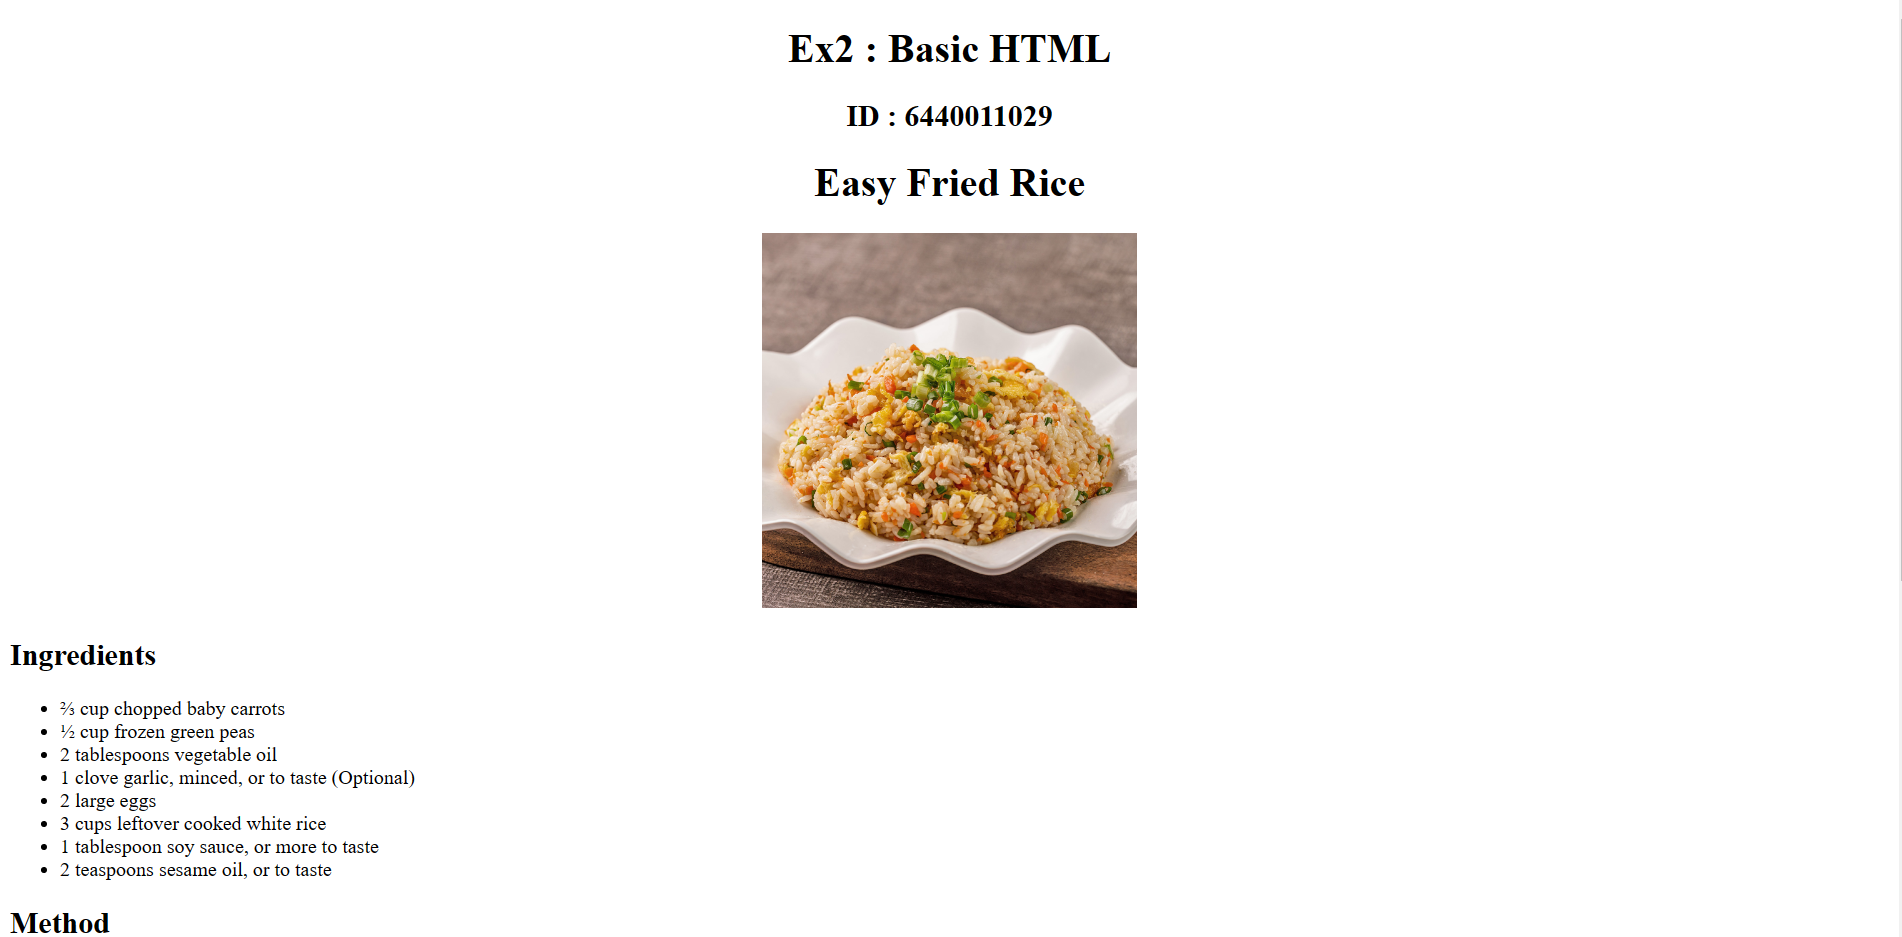 Ex2 : Basic HTML
ID : 6440011029
Easy Fried Rice
Ingredients
⅔ cup chopped baby carrots
½ cup frozen green peas
2 tablespoons vegetable oil
1 clove garlic, minced, or to taste (Optional)
2 large eggs
3 cups leftover cooked white rice
1 tablespoon soy sauce, or more to taste
2 teaspoons sesame oil, or to taste
Method